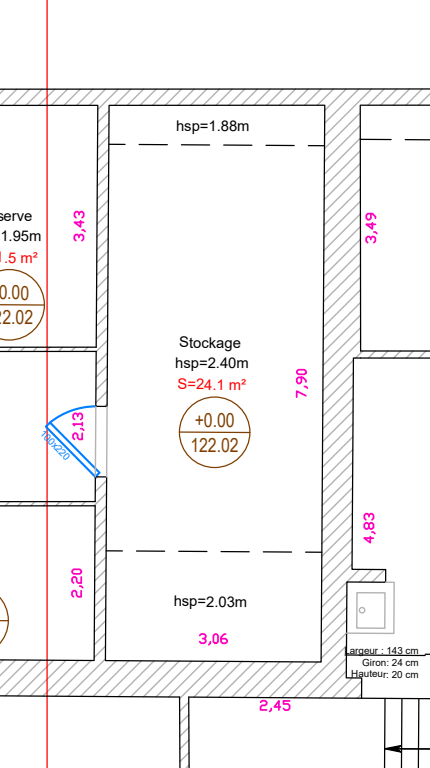 hsp=1.88m
serve
1.95m
.5 m²
3,43
3,49
0.00
22.02
Stockage
hsp=2.40m
S=24.1 m²
7,90
+0.00
122.02
2,13
100x220
4,83
2,20
hsp=2.03m
3,06
Largeur : 143 cm
Giron: 24 cm
Hauteur: 20 cm
2,45